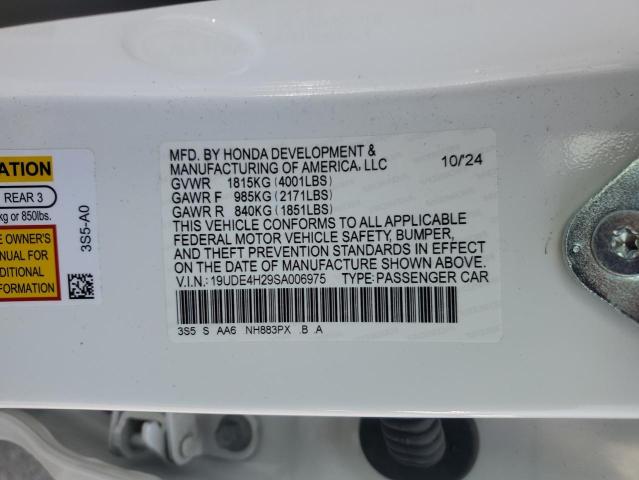 MFD. BY HONDA DEVELOPMENT &
MANUFACTURING OF AMERICA, LLC 10/24
GVWR 1815KG (4001LBS)
GAWR F 985KG (2171LBS)
GAWR R 840KG (1851LBS)
THIS VEHICLE CONFORMS TO ALL APPLICABLE
FEDERAL MOTOR VEHICLE SAFETY, BUMPER,
AND THEFT PREVENTION STANDARDS IN EFFECT
ON THE DATE OF MANUFACTURE SHOWN ABOVE.
V.I.N.: 19UDE4H29SA006975 TYPE: PASSENGER CAR
3S5 S AA6 NH883PX .B .A
ATION
REAR 3
kg or 850lbs.
OWNER'S
MANUAL FOR
ADDITIONAL
3S5-A0